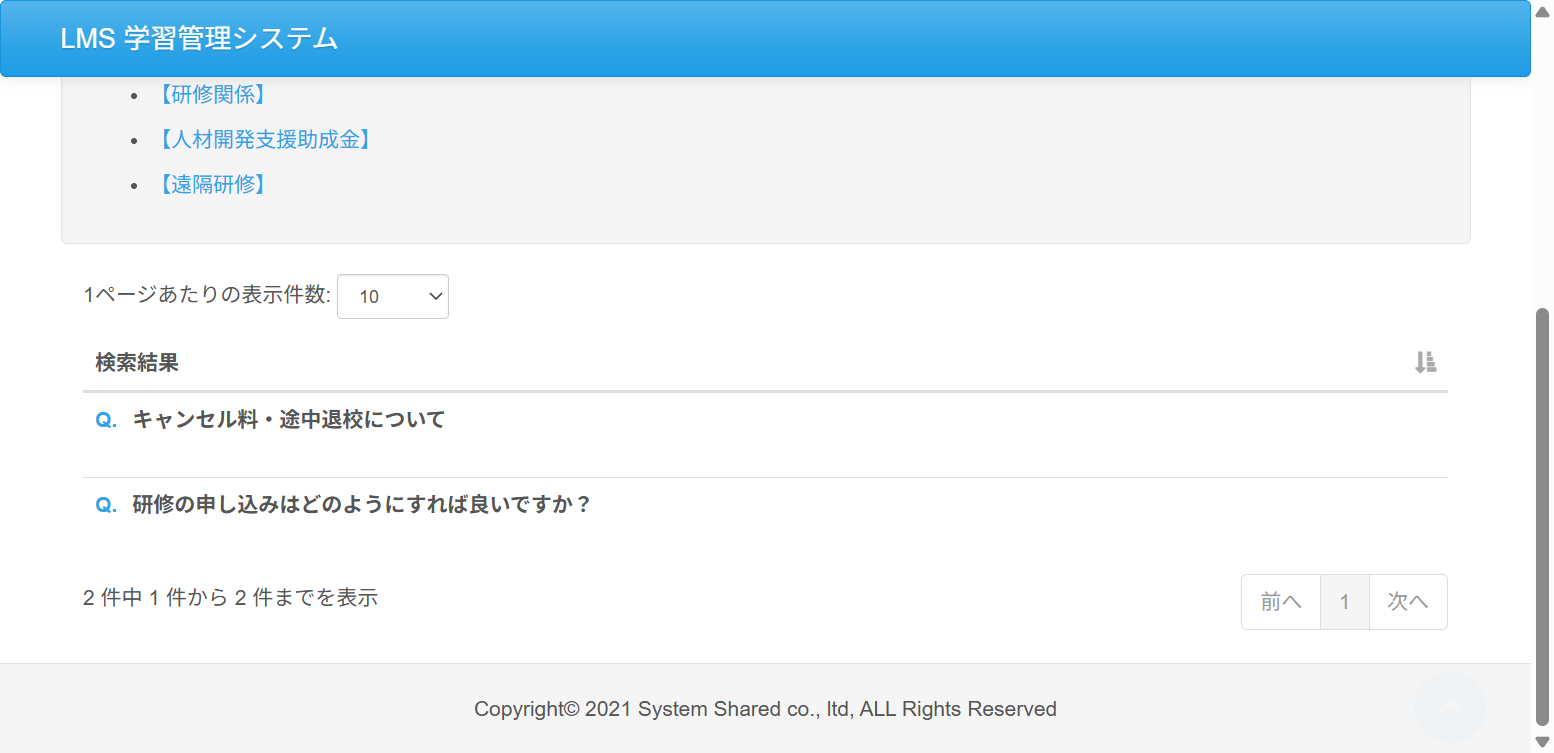 LMS 学習管理システム
【研修関係】
【人材開発支援助成金】
【遠隔研修】
1ページあたりの表示件数: 10
検索結果
Q. キャンセル料・途中退校について
Q. 研修の申し込みはどのようにすれば良いですか？
2 件中 1 件から 2 件までを表示
前へ 1 次へ
Copyright© 2021 System Shared co., ltd, ALL Rights Reserved